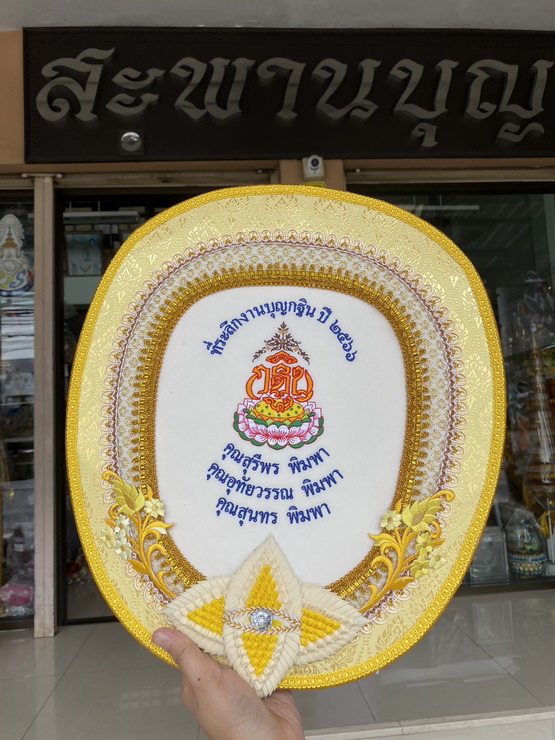 สะพานบุญ
ที่ระลึกงานบุญกฐิน ปี ๒๕๖๖
กฐิน
คุณสุรีพร พิมพา
คุณอุทัยวรรณ พิมพา
คุณสุนทร พิมพา